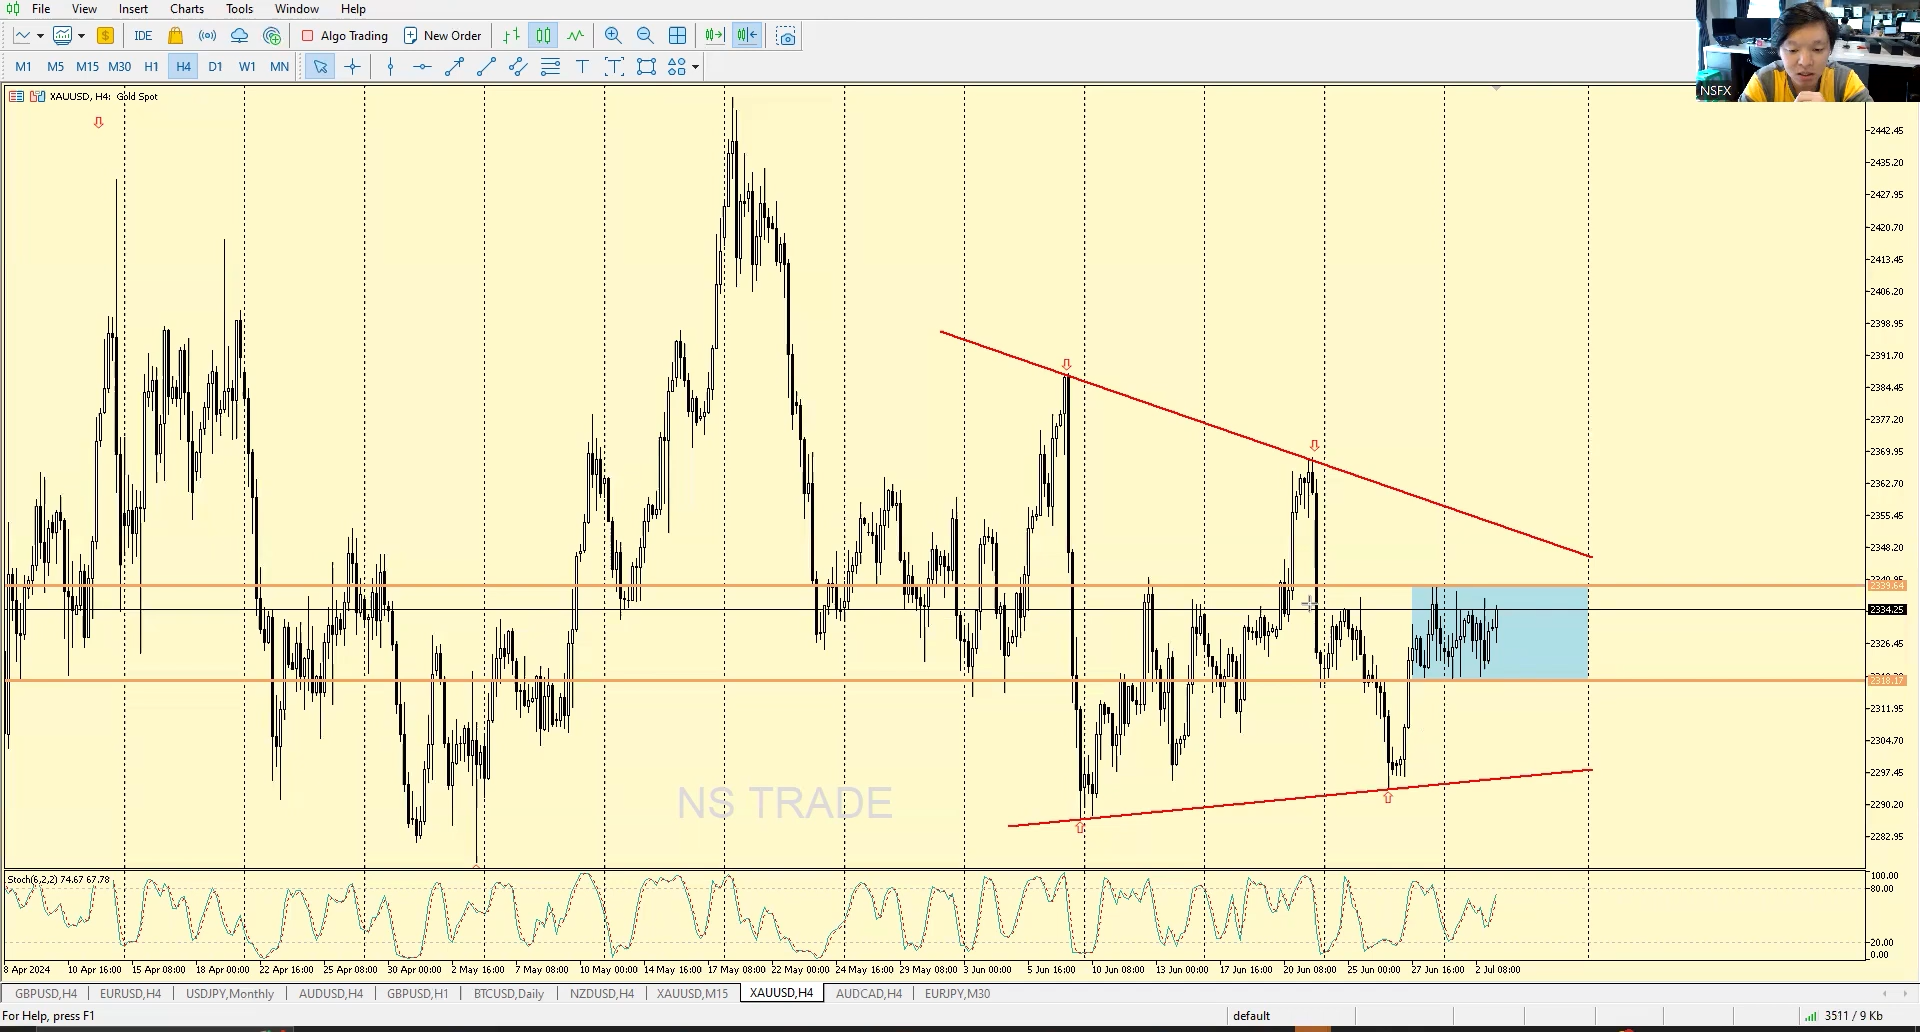 File View Insert Charts Tools Window Help
IDE Algo Trading New Order
M1 M5 M15 M30 H1 H4 D1 W1 MN
NSFX
XAUUSD, H4: Gold Spot
2442.45
2435.20
2427.95
2420.70
2413.45
2406.20
2398.95
2391.70
2384.45
2377.20
2369.95
2362.70
2355.45
2348.20
2339.64
2334.25
2326.45
2318.17
2311.95
2304.70
2297.45
2290.20
2282.95
NS TRADE
Stoch(6,2,2) 74.67 67.78
100.00
80.00
20.00
0.00
8 Apr 2024 10 Apr 16:00 15 Apr 08:00 18 Apr 00:00 22 Apr 16:00 25 Apr 08:00 30 Apr 00:00 2 May 16:00 7 May 08:00 10 May 00:00 14 May 16:00 17 May 08:00 22 May 00:00 24 May 16:00 29 May 08:00 3 Jun 00:00 5 Jun 16:00 10 Jun 08:00 13 Jun 00:00 17 Jun 16:00 20 Jun 08:00 25 Jun 00:00 27 Jun 16:00 2 Jul 08:00
GBPUSD,H4 EURUSD,H4 USDJPY,Monthly AUDUSD,H4 GBPUSD,H1 BTCUSD,Daily NZDUSD,H4 XAUUSD,M15 XAUUSD,H4 AUDCAD,H4 EURJPY,M30
For Help, press F1 default 3511 / 9 Kb